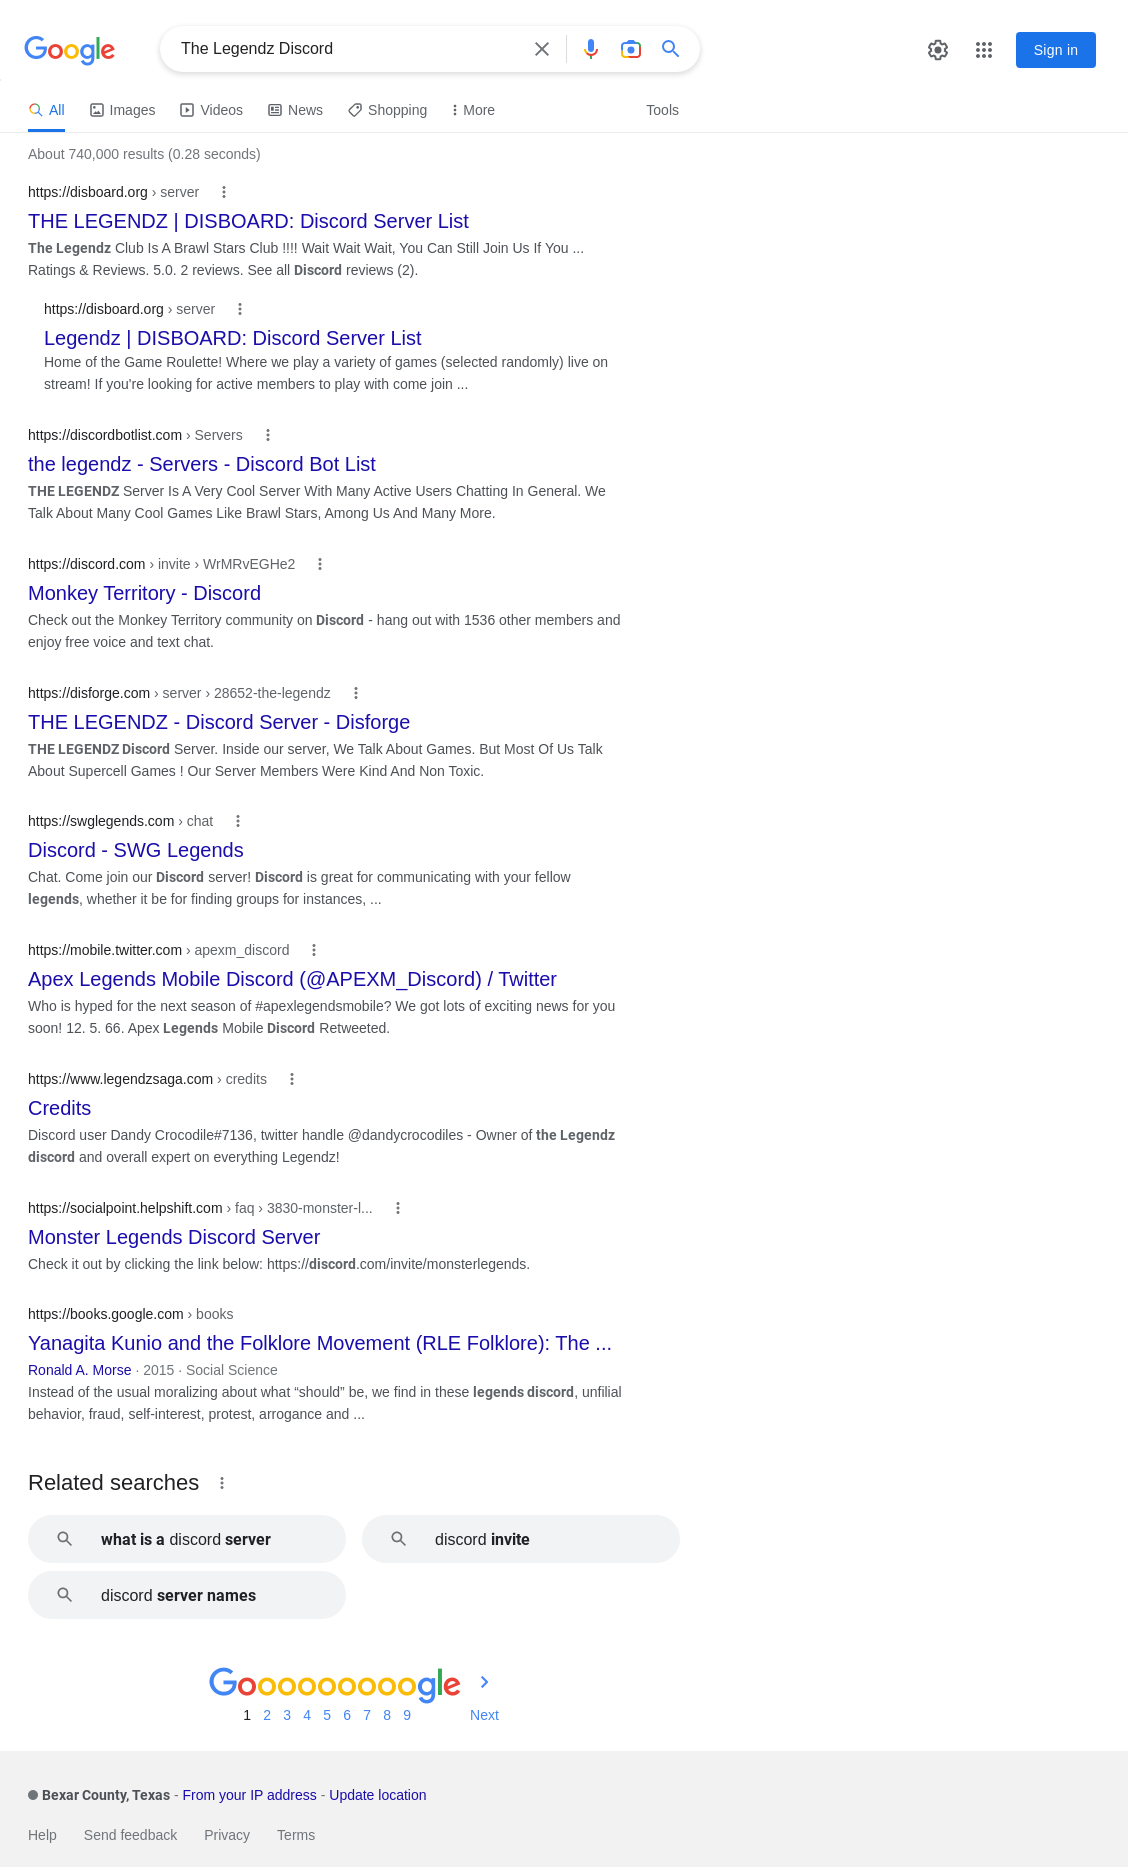 Google
The Legendz Discord
Sign in
All Images Videos News Shopping More Tools
About 740,000 results (0.28 seconds)
https://disboard.org › server
THE LEGENDZ | DISBOARD: Discord Server List
The Legendz Club Is A Brawl Stars Club !!!! Wait Wait Wait, You Can Still Join Us If You ...
Ratings & Reviews. 5.0. 2 reviews. See all Discord reviews (2).
https://disboard.org › server
Legendz | DISBOARD: Discord Server List
Home of the Game Roulette! Where we play a variety of games (selected randomly) live on
stream! If you're looking for active members to play with come join ...
https://discordbotlist.com › Servers
the legendz - Servers - Discord Bot List
THE LEGENDZ Server Is A Very Cool Server With Many Active Users Chatting In General. We
Talk About Many Cool Games Like Brawl Stars, Among Us And Many More.
https://discord.com › invite › WrMRvEGHe2
Monkey Territory - Discord
Check out the Monkey Territory community on Discord - hang out with 1536 other members and
enjoy free voice and text chat.
https://disforge.com › server › 28652-the-legendz
THE LEGENDZ - Discord Server - Disforge
THE LEGENDZ Discord Server. Inside our server, We Talk About Games. But Most Of Us Talk
About Supercell Games ! Our Server Members Were Kind And Non Toxic.
https://swglegends.com › chat
Discord - SWG Legends
Chat. Come join our Discord server! Discord is great for communicating with your fellow
legends, whether it be for finding groups for instances, ...
https://mobile.twitter.com › apexm_discord
Apex Legends Mobile Discord (@APEXM_Discord) / Twitter
Who is hyped for the next season of #apexlegendsmobile? We got lots of exciting news for you
soon! 12. 5. 66. Apex Legends Mobile Discord Retweeted.
https://www.legendzsaga.com › credits
Credits
Discord user Dandy Crocodile#7136, twitter handle @dandycrocodiles - Owner of the Legendz
discord and overall expert on everything Legendz!
https://socialpoint.helpshift.com › faq › 3830-monster-l...
Monster Legends Discord Server
Check it out by clicking the link below: https://discord.com/invite/monsterlegends.
https://books.google.com › books
Yanagita Kunio and the Folklore Movement (RLE Folklore): The ...
Ronald A. Morse · 2015 · Social Science
Instead of the usual moralizing about what “should” be, we find in these legends discord, unfilial
behavior, fraud, self-interest, protest, arrogance and ...
Related searches
what is a discord server
discord invite
discord server names
Goooooooooogle
1 2 3 4 5 6 7 8 9 Next
Bexar County, Texas - From your IP address - Update location
Help Send feedback Privacy Terms